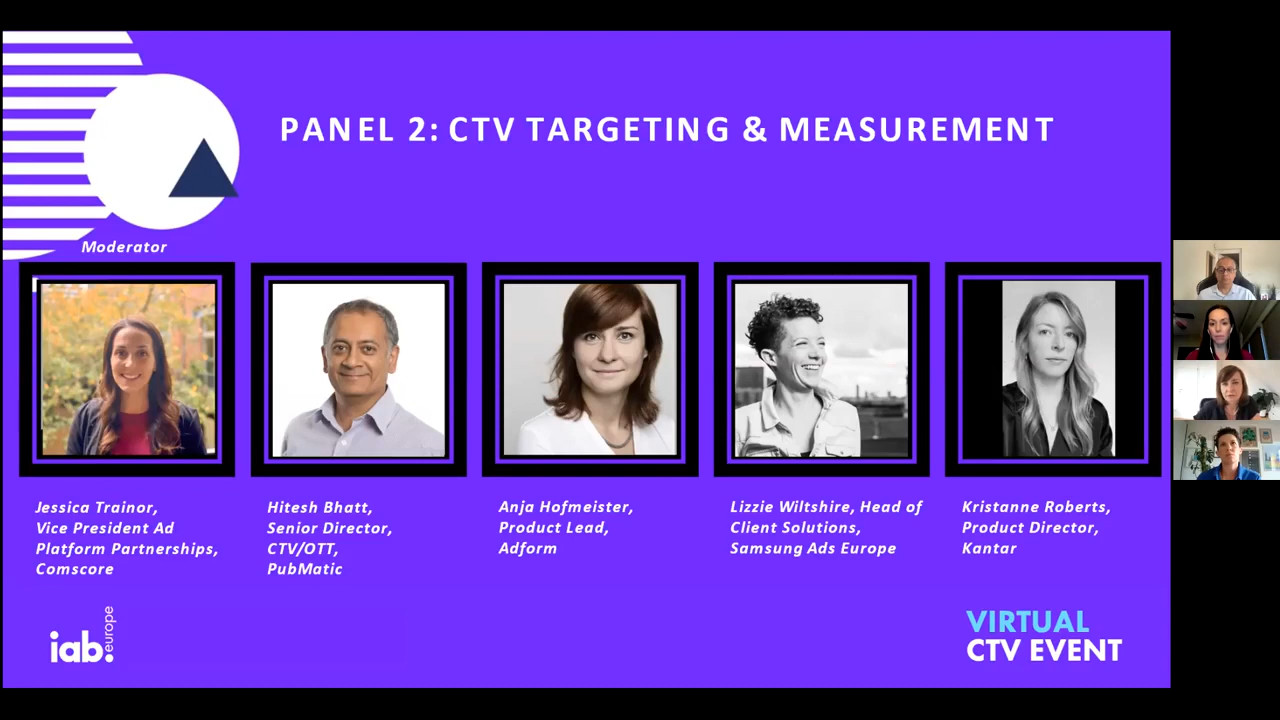 PANEL 2: CTV TARGETING & MEASUREMENT
Moderator
Jessica Trainor,
Vice President Ad
Platform Partnerships,
Comscore
Hitesh Bhatt,
Senior Director,
CTV/OTT,
PubMatic
Anja Hofmeister,
Product Lead,
Adform
Lizzie Wiltshire, Head of
Client Solutions,
Samsung Ads Europe
Kristanne Roberts,
Product Director,
Kantar
iab.
europe
VIRTUAL
CTV EVENT